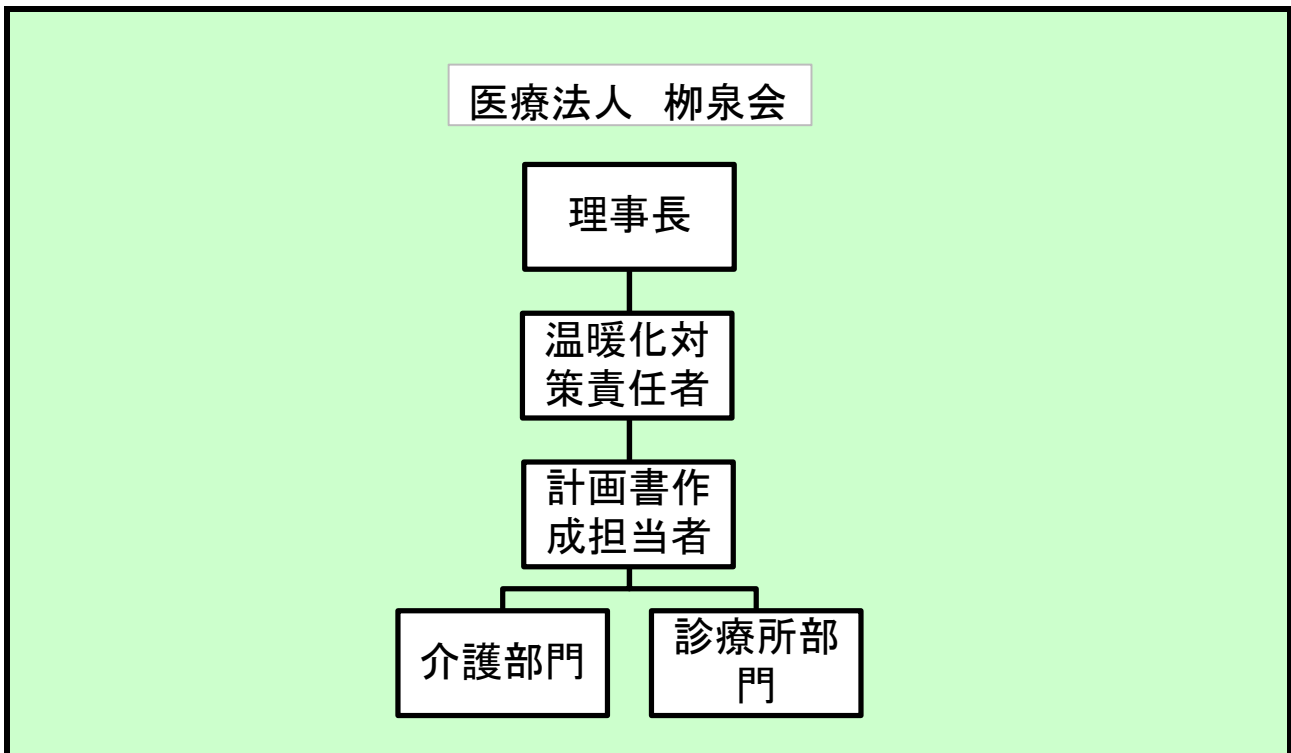 医療法人　栁泉会
理事長
温暖化対
策責任者
計画書作
成担当者
介護部門
診療所部
門